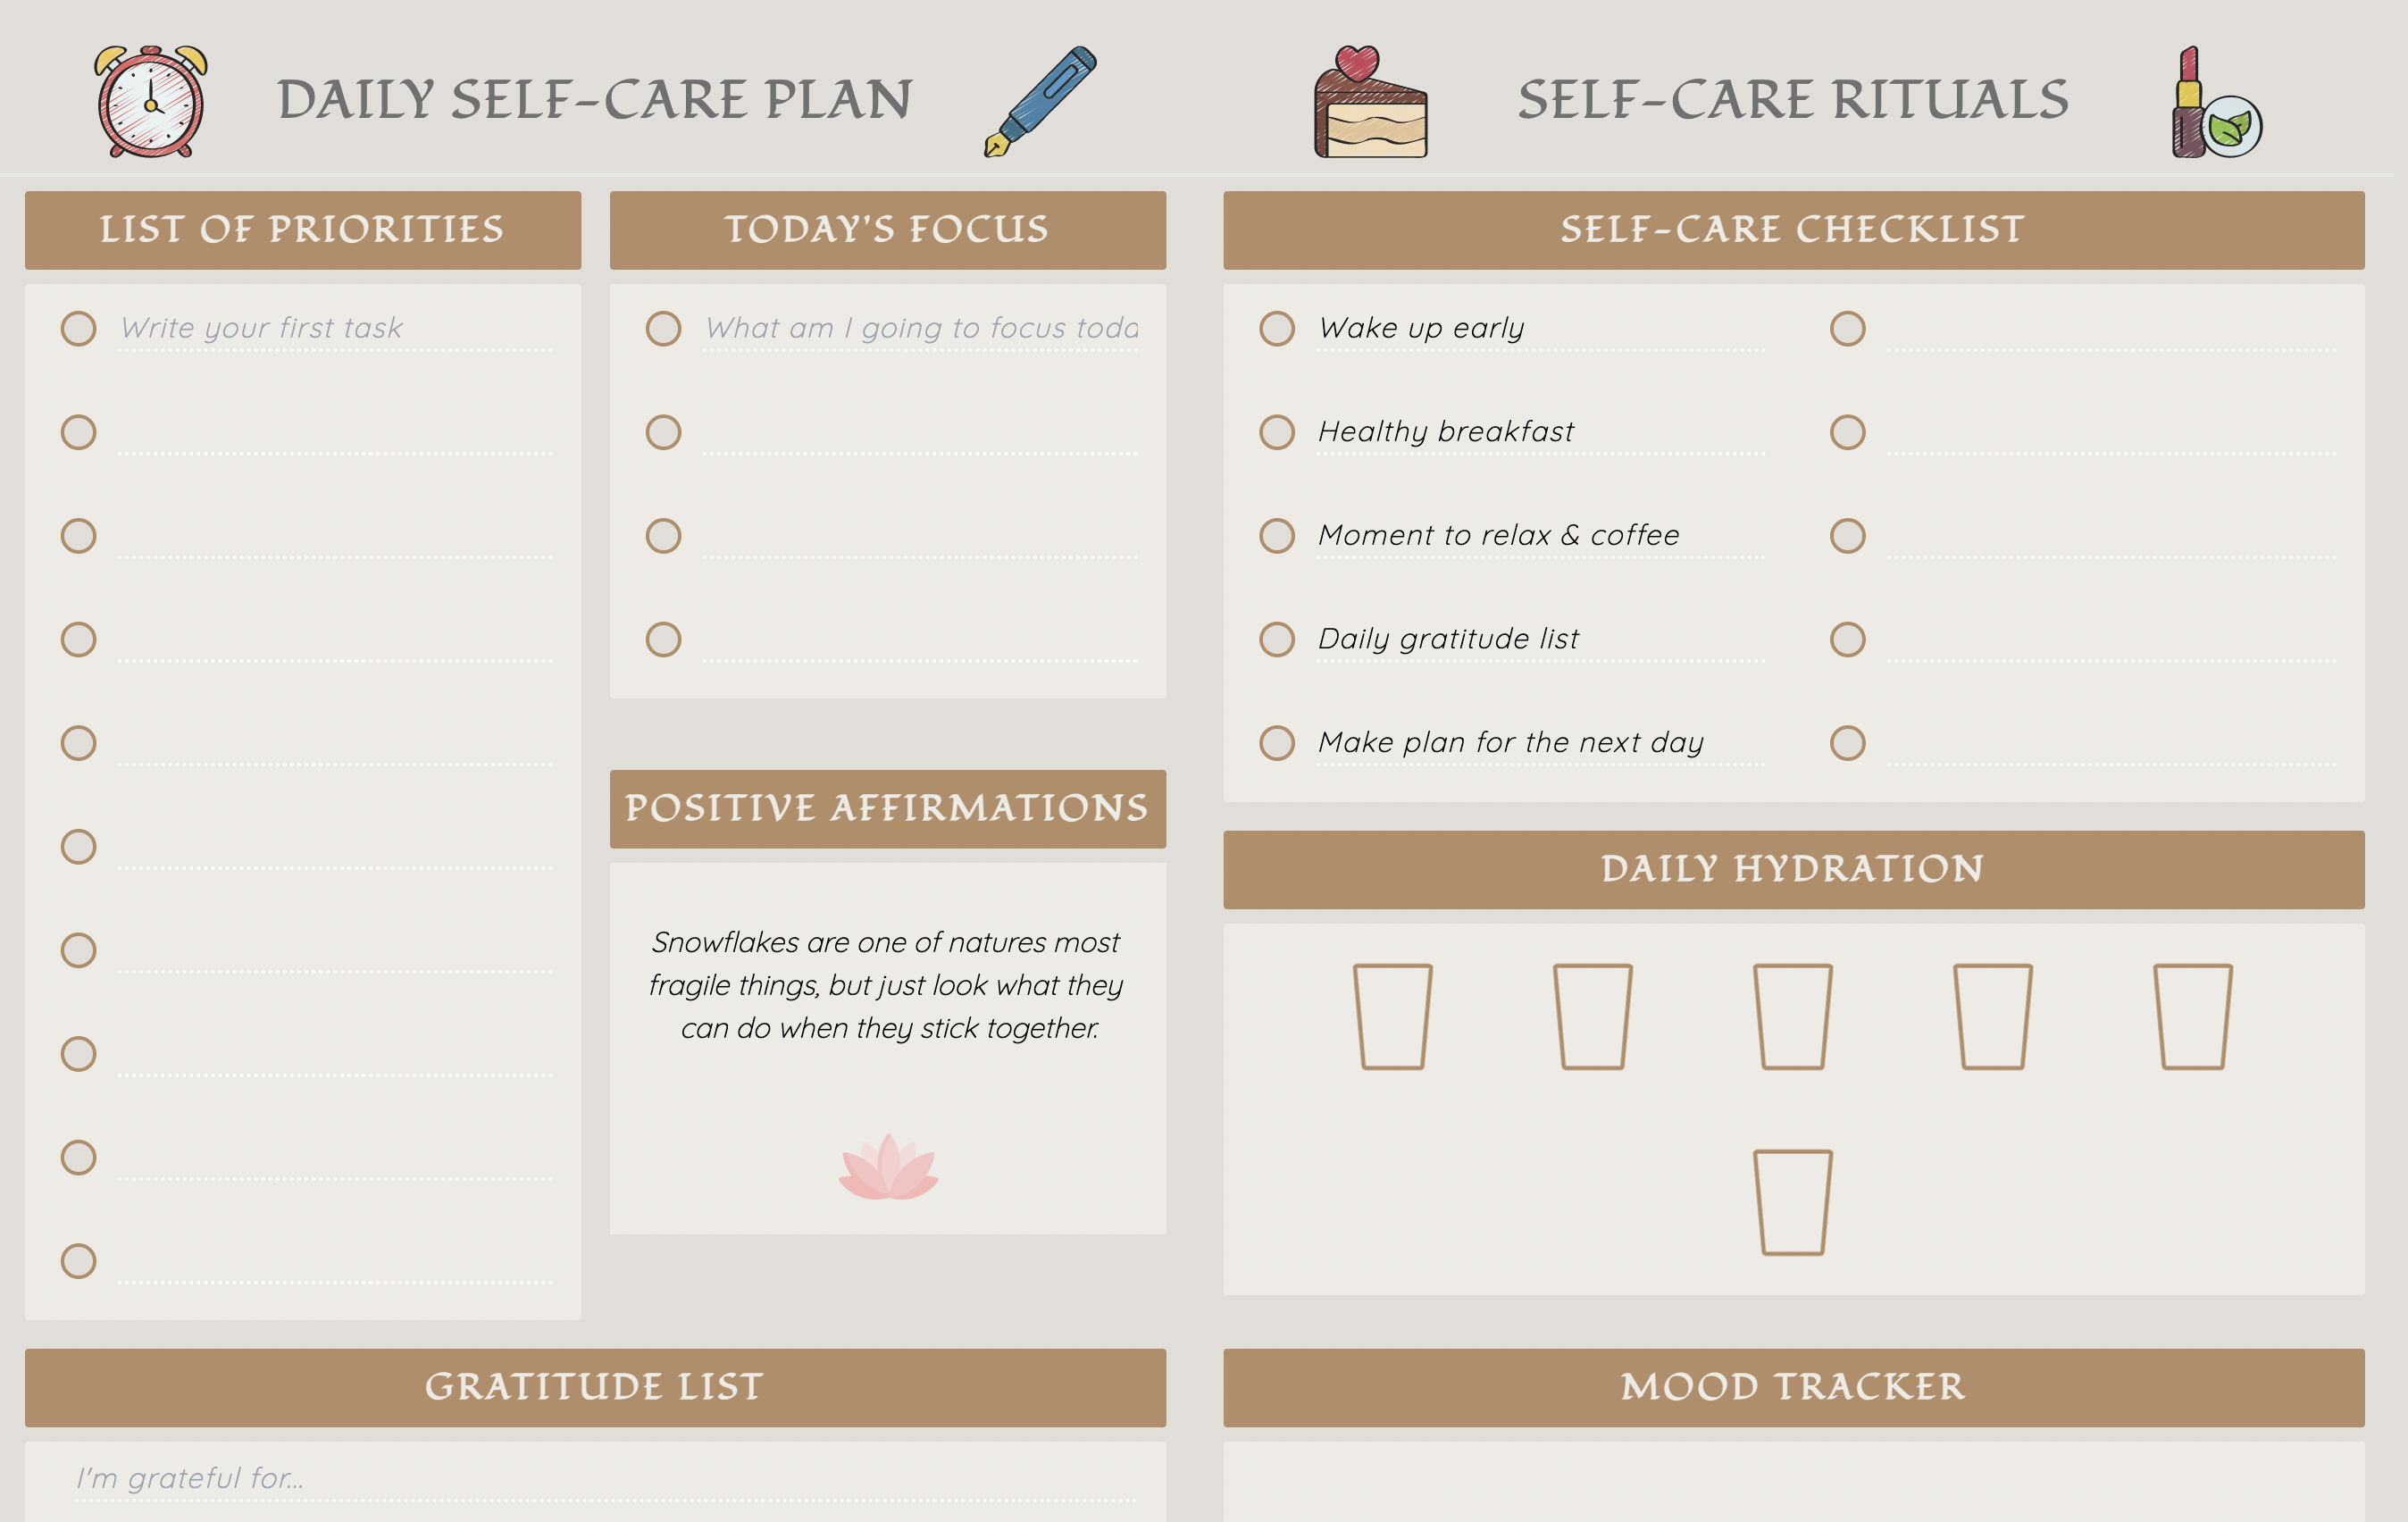 DAILY SELF-CARE PLAN
SELF-CARE RITUALS
LIST OF PRIORITIES
Write your first task
TODAY'S FOCUS
What am I going to focus toda
POSITIVE AFFIRMATIONS
Snowflakes are one of natures most
fragile things, but just look what they
can do when they stick together.
GRATITUDE LIST
I'm grateful for...
SELF-CARE CHECKLIST
Wake up early
Healthy breakfast
Moment to relax & coffee
Daily gratitude list
Make plan for the next day
DAILY HYDRATION
MOOD TRACKER